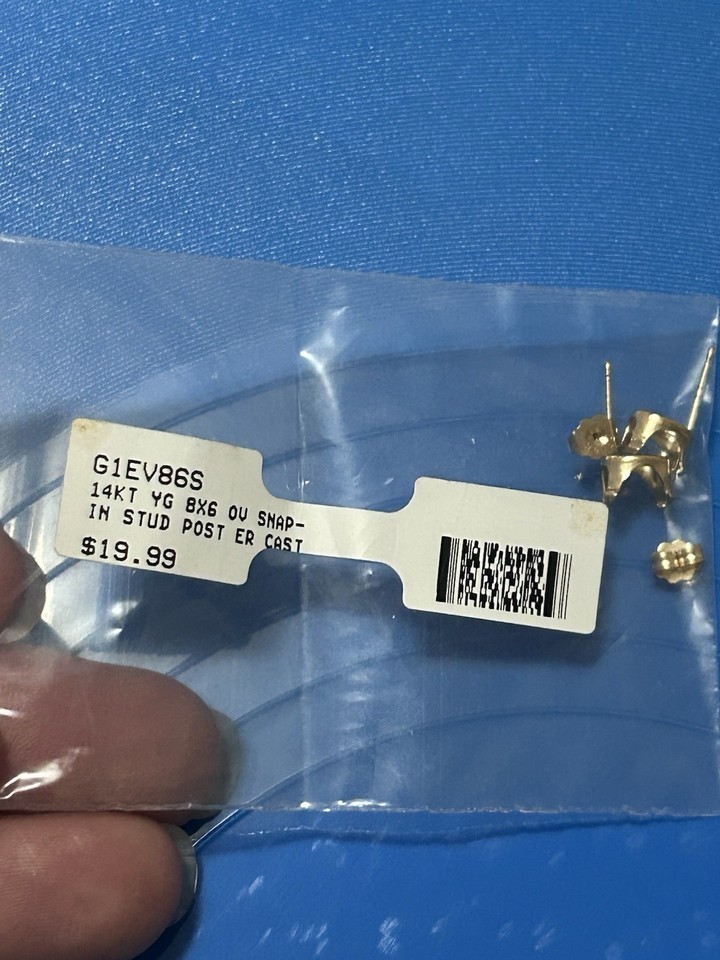 G1EV86S
14KT YG 8X6 OV SNAP-
IN STUD POST ER CAST
$19.99